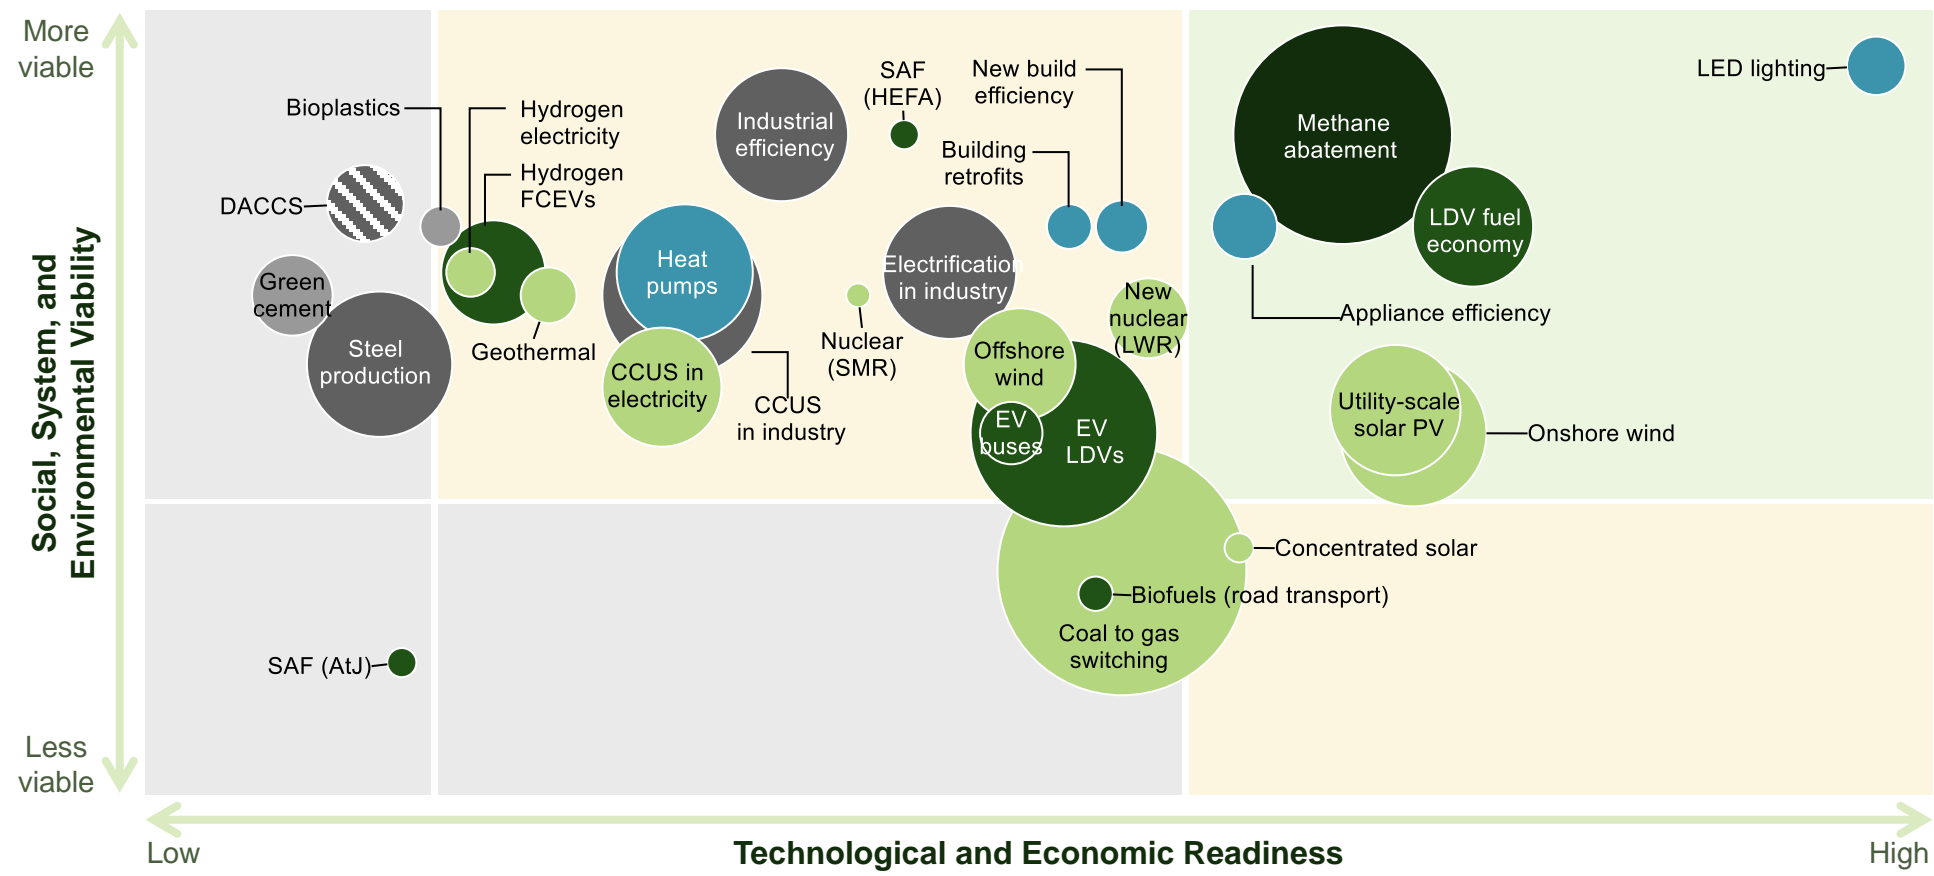 More
viable
Social, System, and
Environmental Viability
Less
viable
Bioplastics
Hydrogen
electricity
Hydrogen
FCEVs
DACCS
Green
cement
Steel
production
Geothermal
Industrial
efficiency
SAF
(HEFA)
New build
efficiency
Building
retrofits
Heat
pumps
CCUS in
electricity
CCUS
in industry
Nuclear
(SMR)
Electrification
in industry
Offshore
wind
New
nuclear
(LWR)
EV
buses
EV
LDVs
Methane
abatement
LED lighting
LDV fuel
economy
Appliance efficiency
Utility-scale
solar PV
Onshore wind
Concentrated solar
Biofuels (road transport)
Coal to gas
switching
SAF (AtJ)
Low
Technological and Economic Readiness
High